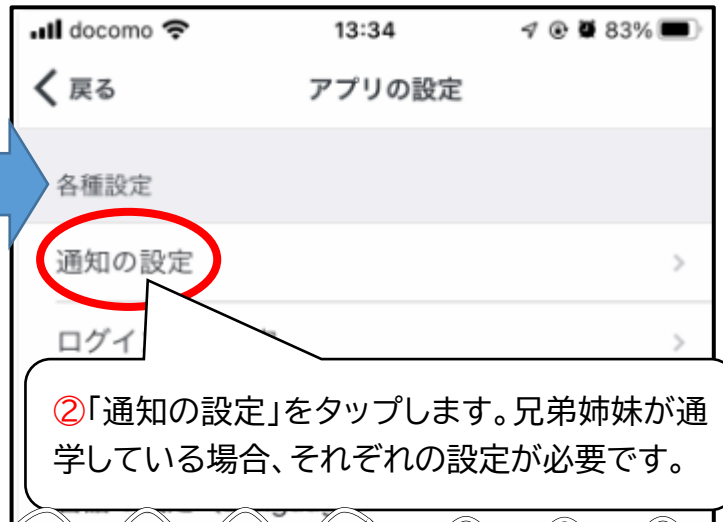 docomo 13:34 83%
戻る アプリの設定
各種設定
通知の設定
ログイ
②「通知の設定」をタップします。兄弟姉妹が通
学している場合、それぞれの設定が必要です。